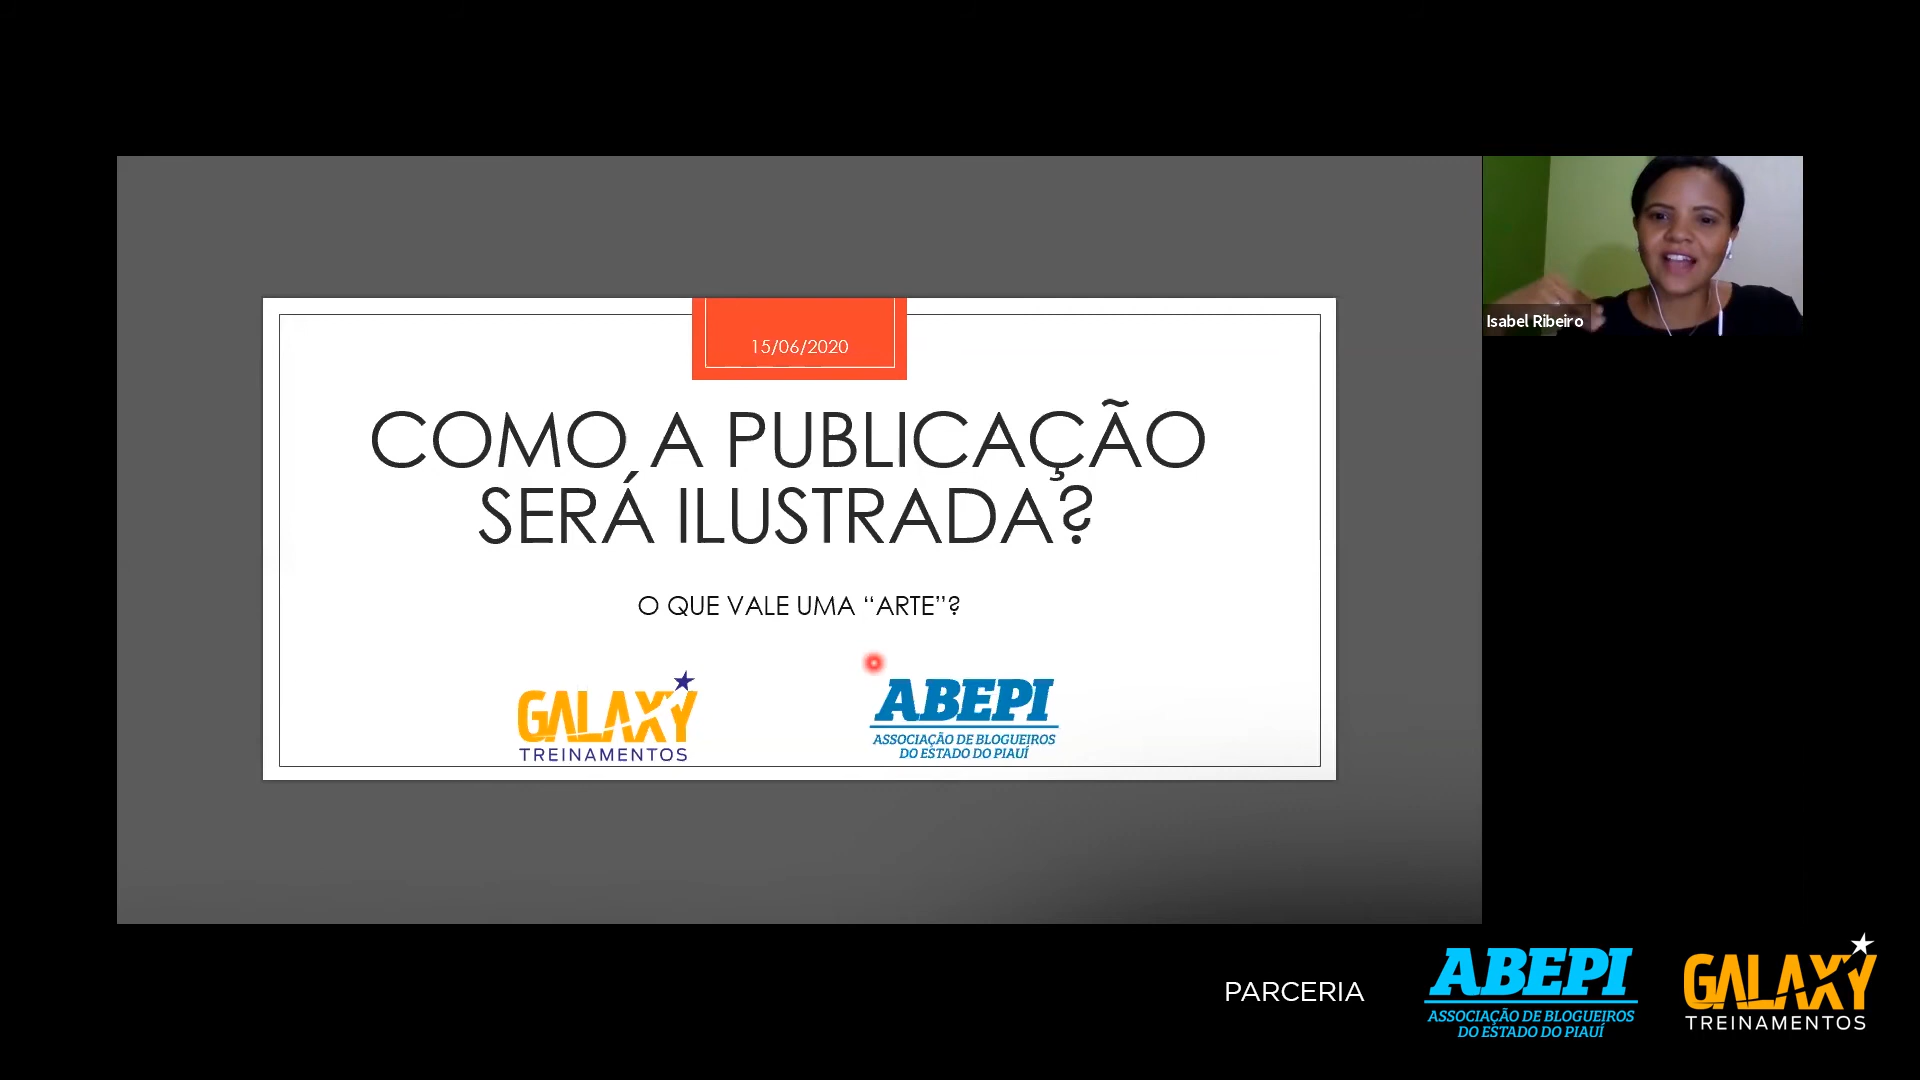 15/06/2020
COMO A PUBLICAÇÃO
SERÁ ILUSTRADA?
O QUE VALE UMA “ARTE”?
GALAXY
TREINAMENTOS
ABEPI
ASSOCIAÇÃO DE BLOGUEIROS
DO ESTADO DO PIAUÍ
Isabel Ribeiro
PARCERIA
ABEPI
ASSOCIAÇÃO DE BLOGUEIROS
DO ESTADO DO PIAUÍ
GALAXY
TREINAMENTOS